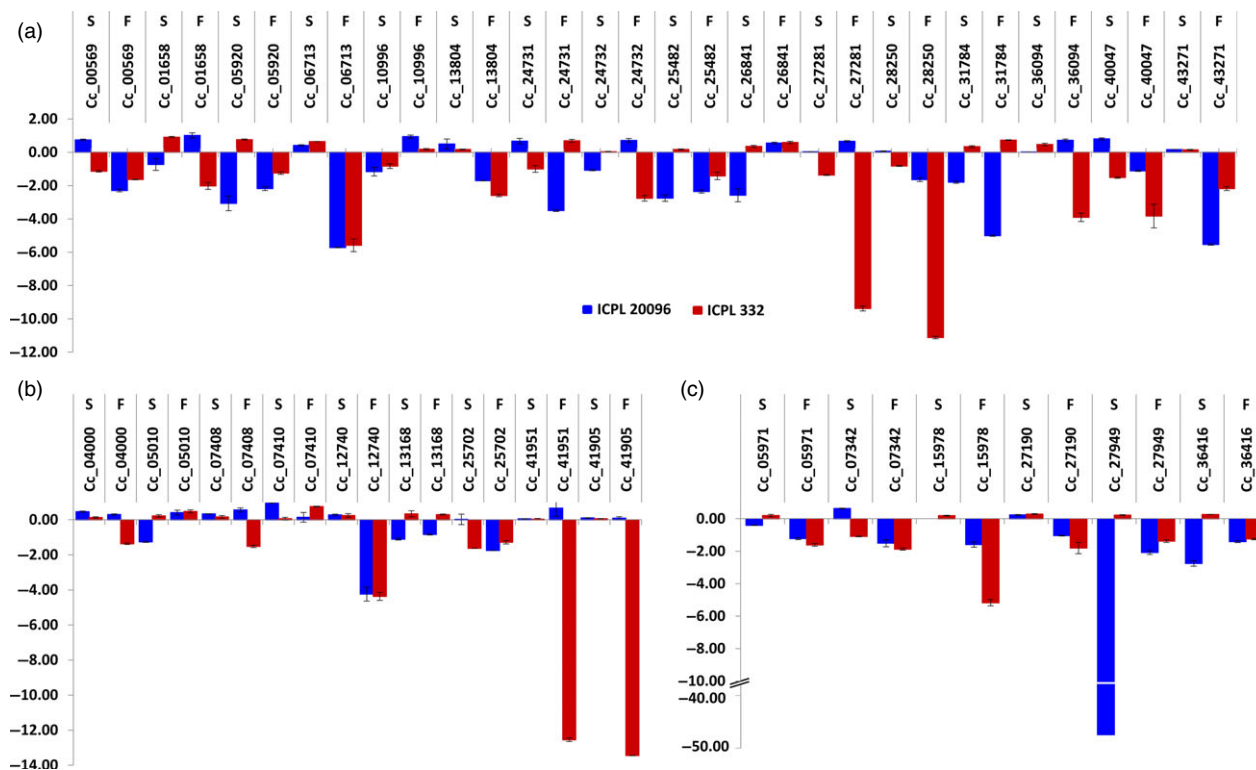 (a)
S F S F S F S F S F S F S F S F S F S F S F S F S F S F S F S F
Cc_00569 Cc_00569 Cc_01658 Cc_01658 Cc_05920 Cc_05920 Cc_06713 Cc_06713 Cc_10996 Cc_10996 Cc_13804 Cc_13804 Cc_24731 Cc_24731 Cc_24732 Cc_24732 Cc_25482 Cc_25482 Cc_26841 Cc_26841 Cc_27281 Cc_27281 Cc_28250 Cc_28250 Cc_31784 Cc_31784 Cc_36094 Cc_36094 Cc_40047 Cc_40047 Cc_43271 Cc_43271
2.00
0.00
−2.00
−4.00
−6.00
−8.00
−10.00
−12.00
ICPL 20096 ICPL 332
(b)
S F S F S F S F S F S F S F S F S F
Cc_04000 Cc_04000 Cc_05010 Cc_05010 Cc_07408 Cc_07408 Cc_07410 Cc_07410 Cc_12740 Cc_12740 Cc_13168 Cc_13168 Cc_25702 Cc_25702 Cc_41951 Cc_41951 Cc_41905 Cc_41905
0.00
−2.00
−4.00
−6.00
−8.00
−10.00
−12.00
−14.00
(c)
S F S F S F S F S F S F
Cc_05971 Cc_05971 Cc_07342 Cc_07342 Cc_15978 Cc_15978 Cc_27190 Cc_27190 Cc_27949 Cc_27949 Cc_36416 Cc_36416
0.00
−2.00
−4.00
−6.00
−8.00
−10.00
−40.00
−50.00